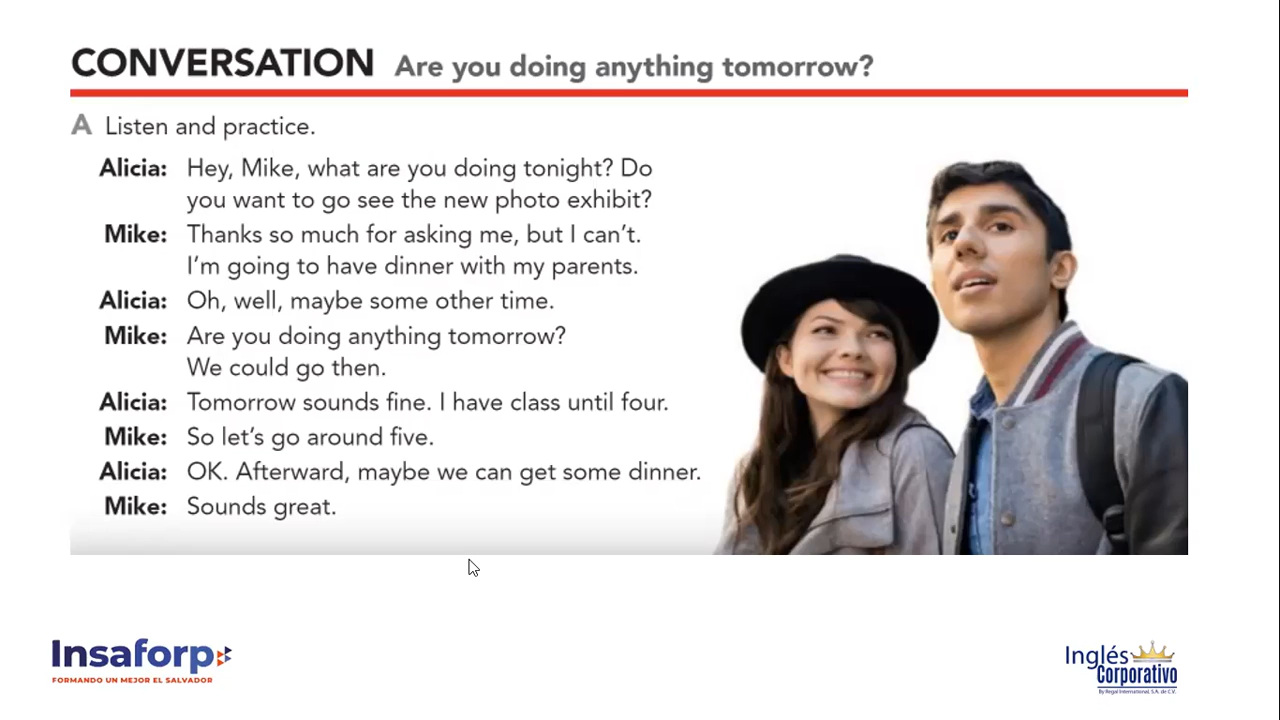 CONVERSATION Are you doing anything tomorrow?
A Listen and practice.
Alicia: Hey, Mike, what are you doing tonight? Do
you want to go see the new photo exhibit?
Mike: Thanks so much for asking me, but I can't.
I'm going to have dinner with my parents.
Alicia: Oh, well, maybe some other time.
Mike: Are you doing anything tomorrow?
We could go then.
Alicia: Tomorrow sounds fine. I have class until four.
Mike: So let's go around five.
Alicia: OK. Afterward, maybe we can get some dinner.
Mike: Sounds great.
Insaforp
FORMANDO UN MEJOR EL SALVADOR
Inglés
Corporativo
By Regal International, S.A. de C.V.